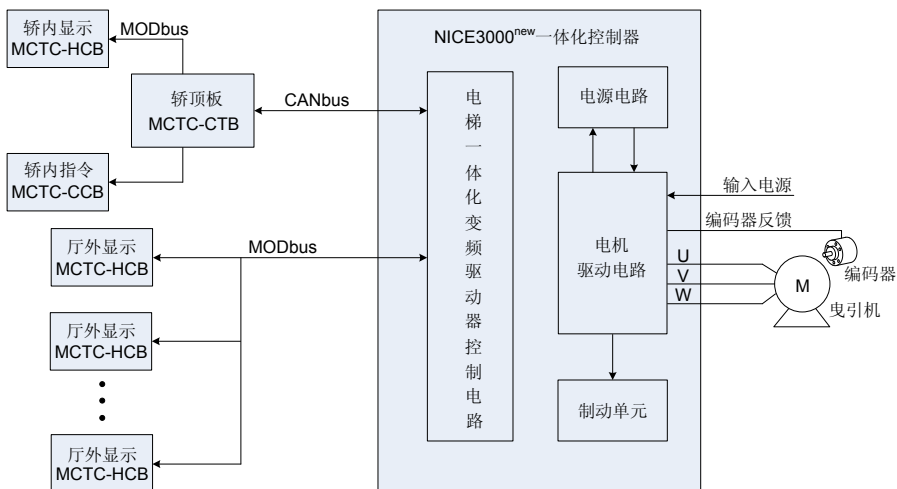 轿内显示
MCTC-HCB
MODbus
轿顶板
MCTC-CTB
CANbus
轿内指令
MCTC-CCB
厅外显示
MCTC-HCB
MODbus
厅外显示
MCTC-HCB
厅外显示
MCTC-HCB
NICE3000new一体化控制器
电
梯
一
体
化
变
频
驱
动
器
控
制
电
路
电源电路
电机
驱动电路
制动单元
输入电源
编码器反馈
U
V
W
编码器
M
曳引机